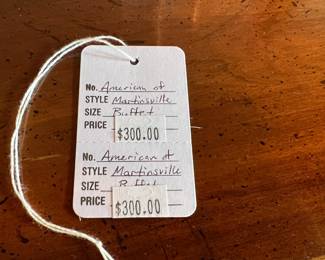 No. American of
STYLE Martinsville
SIZE Buffet
PRICE $300.00
No. American of
STYLE Martinsville
SIZE Buffet
PRICE $300.00